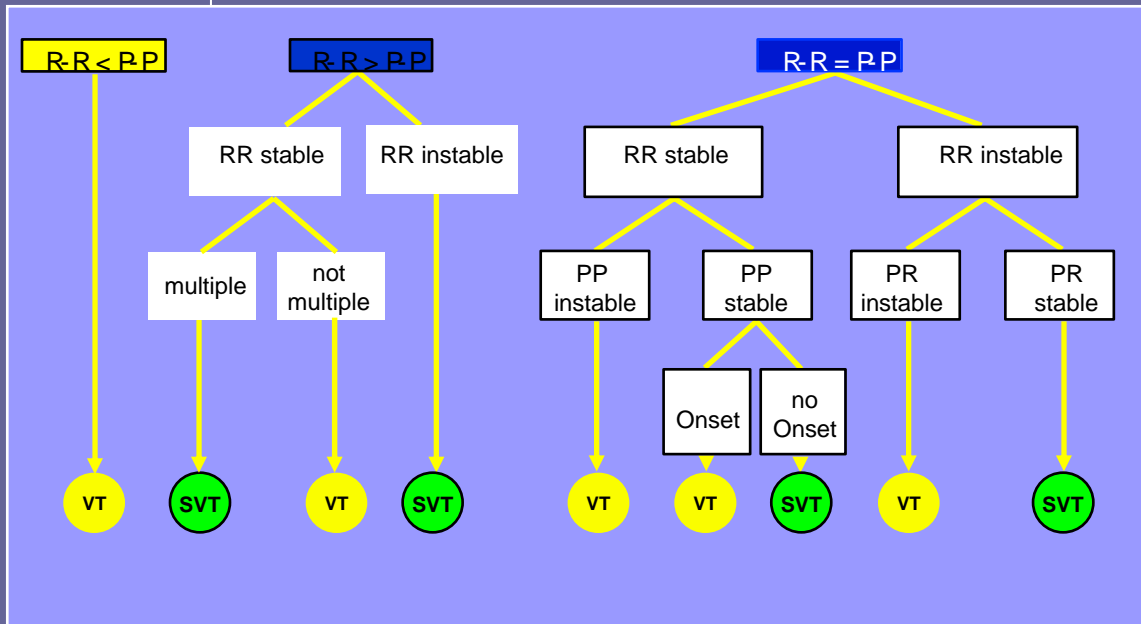 R-R < P-P
R-R > P-P
R-R = P-P
RR stable
RR instable
RR stable
RR instable
multiple
not
multiple
PP
instable
PP
stable
PR
instable
PR
stable
Onset
no
Onset
VT
SVT
VT
SVT
VT
VT
SVT
VT
SVT